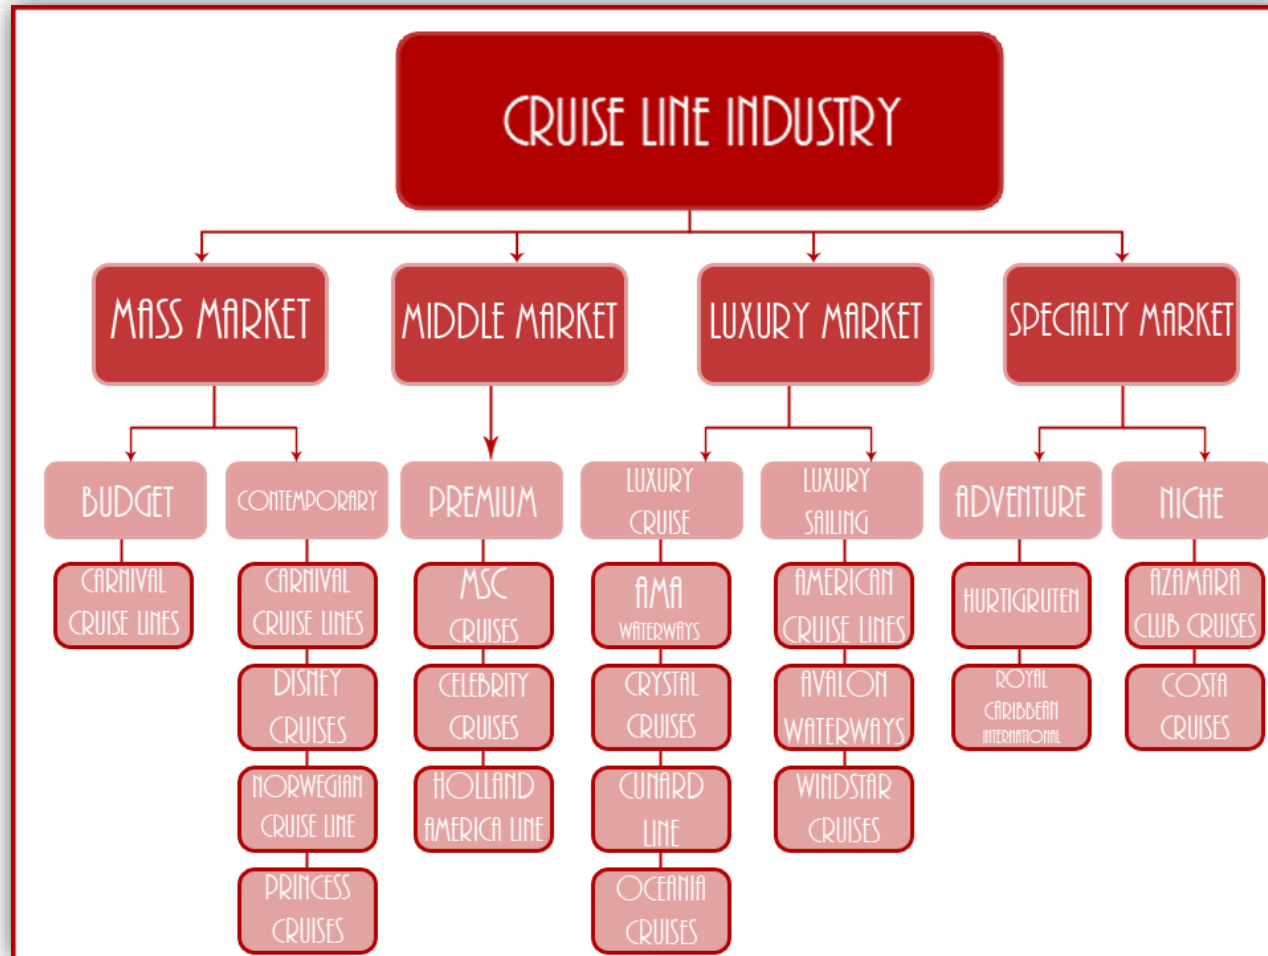 CRUISE LINE INDUSTRY
MASS MARKET
MIDDLE MARKET
LUXURY MARKET
SPECIALTY MARKET
BUDGET
CONTEMPORARY
PREMIUM
LUXURY
CRUISE
LUXURY
SAILING
ADVENTURE
NICHE
CARNIVAL
CRUISE LINES
CARNIVAL
CRUISE LINES
DISNEY
CRUISES
NORWEGIAN
CRUISE LINE
PRINCESS
CRUISES
MSC
CRUISES
CELEBRITY
CRUISES
HOLLAND
AMERICA LINE
AMA
WATERWAYS
CRYSTAL
CRUISES
CUNARD
LINE
OCEANIA
CRUISES
AMERICAN
CRUISE LINES
AVALON
WATERWAYS
WINDSTAR
CRUISES
HURTIGRUTEN
ROYAL
CARIBBEAN
INTERNATIONAL
AZAMARA
CLUB CRUISES
COSTA
CRUISES